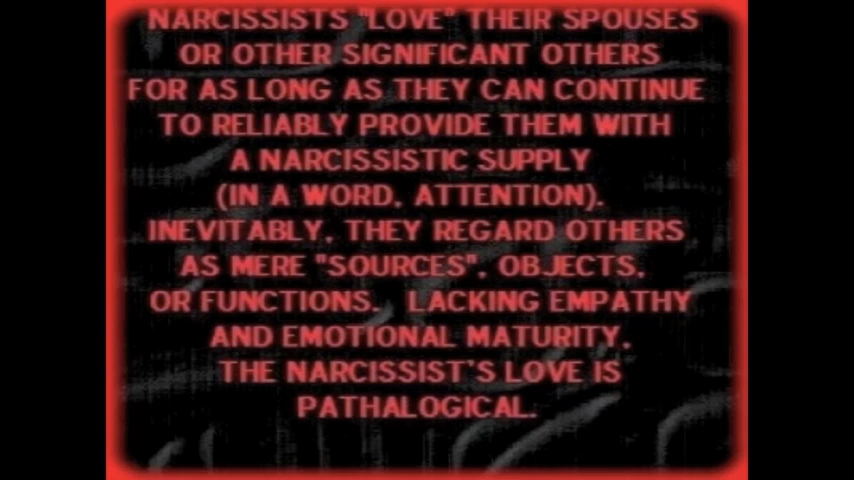 NARCISSISTS "LOVE" THEIR SPOUSES
OR OTHER SIGNIFICANT OTHERS
FOR AS LONG AS THEY CAN CONTINUE
TO RELIABLY PROVIDE THEM WITH
A NARCISSISTIC SUPPLY
(IN A WORD, ATTENTION).
INEVITABLY, THEY REGARD OTHERS
AS MERE "SOURCES", OBJECTS,
OR FUNCTIONS. LACKING EMPATHY
AND EMOTIONAL MATURITY,
THE NARCISSIST'S LOVE IS
PATHALOGICAL.